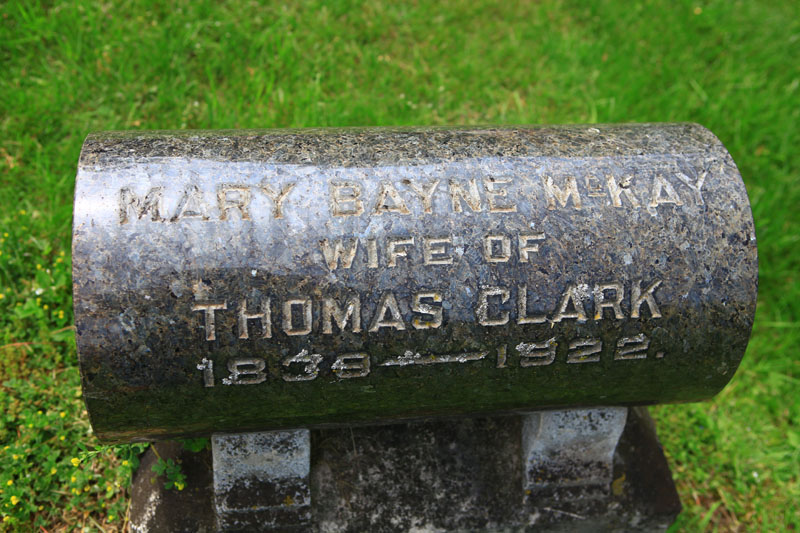 MARY BAYNE McKAY
WIFE OF
THOMAS CLARK
1838 — 1922.